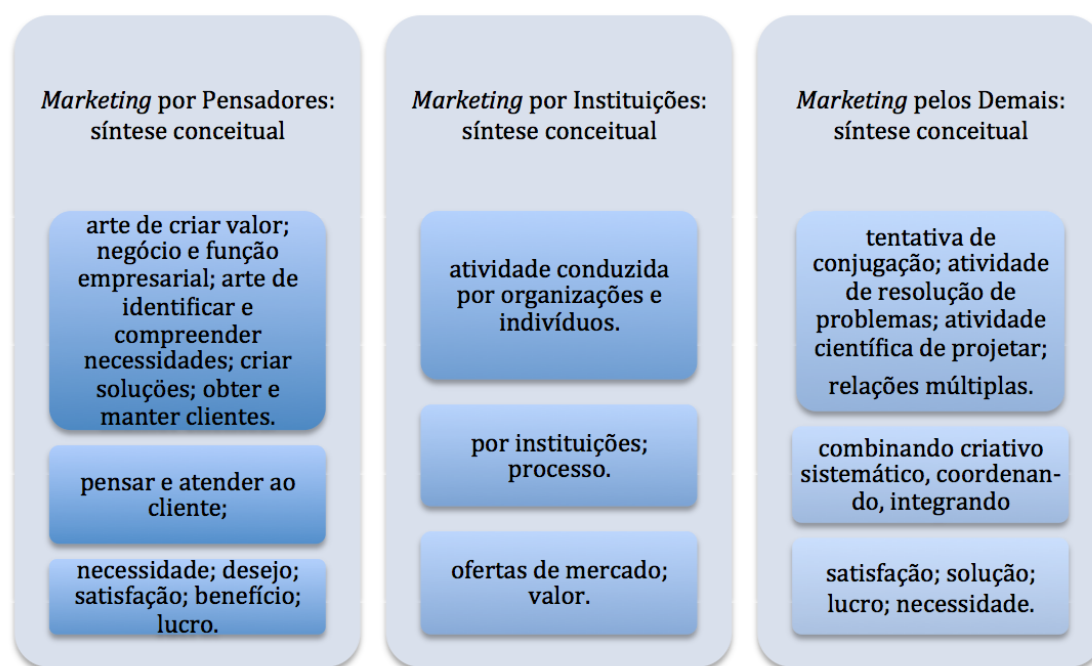 Marketing por Pensadores:
síntese conceitual
arte de criar valor;
negócio e função
empresarial; arte de
identificar e
compreender
necessidades; criar
soluções; obter e
manter clientes.
pensar e atender ao
cliente;
necessidade; desejo;
satisfação; benefício;
lucro.
Marketing por Instituições:
síntese conceitual
atividade conduzida
por organizações e
indivíduos.
por instituições;
processo.
ofertas de mercado;
valor.
Marketing pelos Demais:
síntese conceitual
tentativa de
conjugação; atividade
de resolução de
problemas; atividade
científica de projetar;
relações múltiplas.
combinando criativo
sistemático, coordenan-
do, integrando
satisfação; solução;
lucro; necessidade.